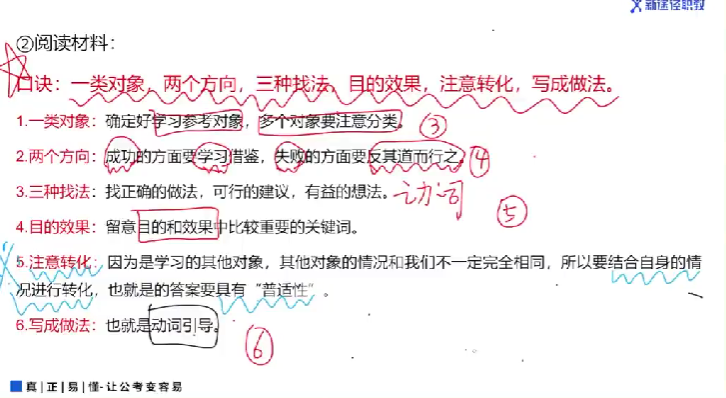 新途径职教
②阅读材料：
口诀：一类对象，两个方向，三种找法，目的效果，注意转化，写成做法。
1.一类对象：确定好学习参考对象，多个对象要注意分类。③
2.两个方向：成功的方面要学习借鉴，失败的方面要反其道而行之。④
3.三种找法：找正确的做法，可行的建议，有益的想法。动词
⑤
4.目的效果：留意目的和效果中比较重要的关键词。
5.注意转化：因为是学习的其他对象，其他对象的情况和我们不一定完全相同，所以要结合自身的情
况进行转化，也就是的答案要具有“普适性”。
6.写成做法：也就是动词引导。
⑥
真|正|易|懂-让公考变容易